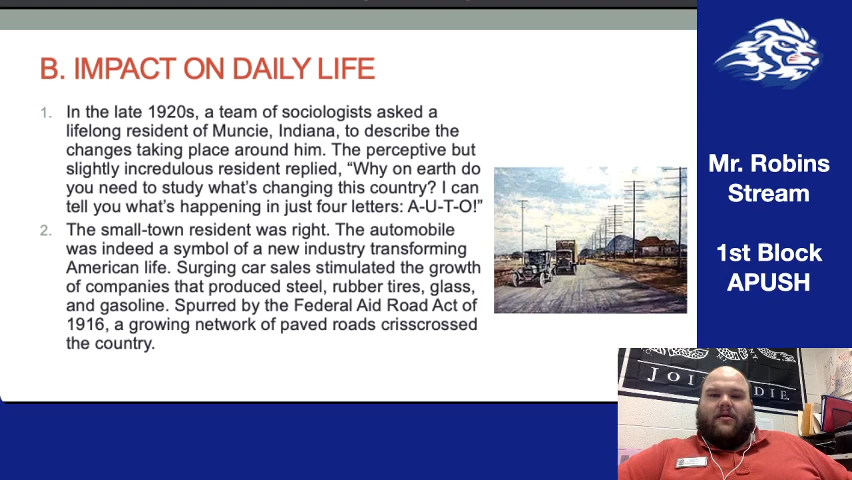 B. IMPACT ON DAILY LIFE
1. In the late 1920s, a team of sociologists asked a
lifelong resident of Muncie, Indiana, to describe the
changes taking place around him. The perceptive but
slightly incredulous resident replied, “Why on earth do
you need to study what’s changing this country? I can
tell you what’s happening in just four letters: A-U-T-O!”
2. The small-town resident was right. The automobile
was indeed a symbol of a new industry transforming
American life. Surging car sales stimulated the growth
of companies that produced steel, rubber tires, glass,
and gasoline. Spurred by the Federal Aid Road Act of
1916, a growing network of paved roads crisscrossed
the country.
Mr. Robins
Stream
1st Block
APUSH
JOIN
DIE.